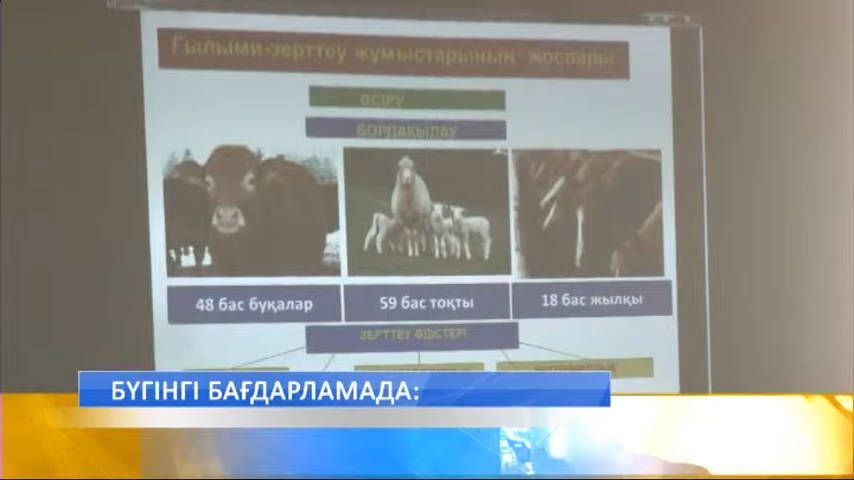 Ғылыми-зерттеу жұмыстарының жоспары
ӨСІРУ
БОРДАҚЫЛАУ
48 бас бұқалар
59 бас тоқты
18 бас жылқы
ЗЕРТТЕУ ӘДІСТЕРІ
БҮГІНГІ БАҒДАРЛАМАДА: